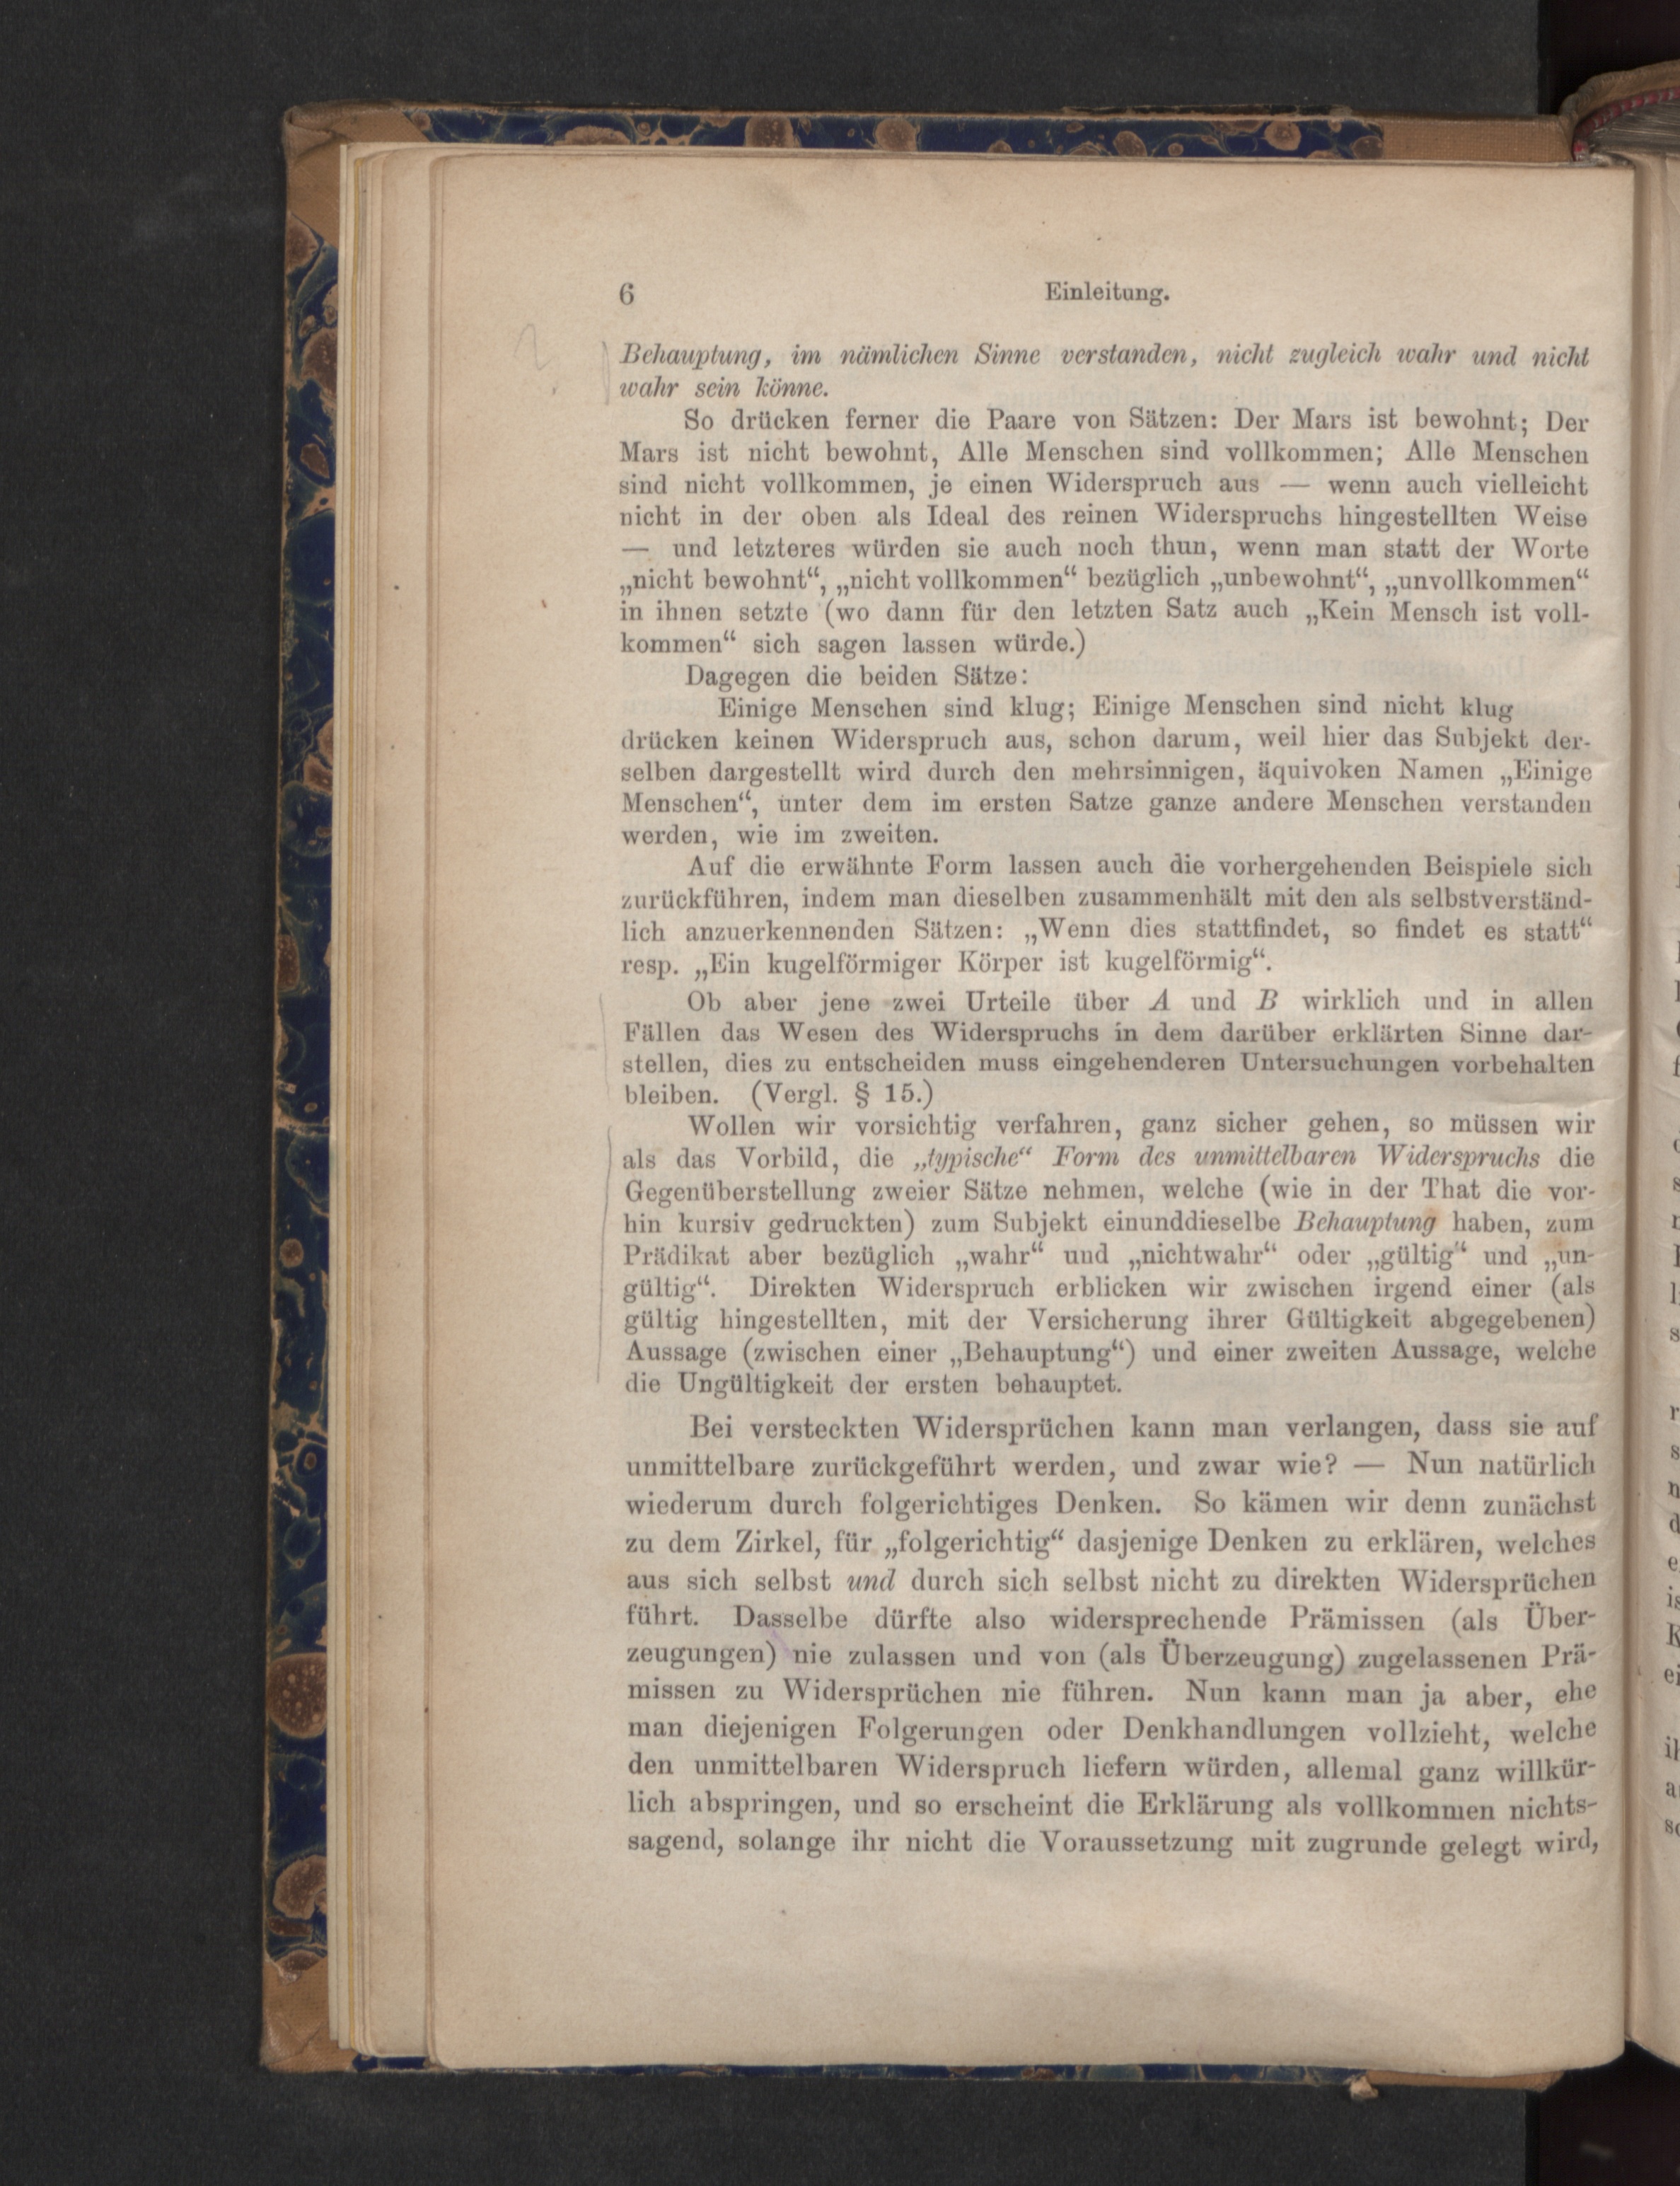 6 Einleitung.
Behauptung, im nämlichen Sinne verstanden, nicht zugleich wahr und nicht
wahr sein könne.
So drücken ferner die Paare von Sätzen: Der Mars ist bewohnt; Der
Mars ist nicht bewohnt, Alle Menschen sind vollkommen; Alle Menschen
sind nicht vollkommen, je einen Widerspruch aus — wenn auch vielleicht
nicht in der oben als Ideal des reinen Widerspruchs hingestellten Weise
— und letzteres würden sie auch noch thun, wenn man statt der Worte
„nicht bewohnt“, „nicht vollkommen“ bezüglich „unbewohnt“, „unvollkommen“
in ihnen setzte (wo dann für den letzten Satz auch „Kein Mensch ist voll-
kommen“ sich sagen lassen würde.)
Dagegen die beiden Sätze:
Einige Menschen sind klug; Einige Menschen sind nicht klug
drücken keinen Widerspruch aus, schon darum, weil hier das Subjekt der-
selben dargestellt wird durch den mehrsinnigen, äquivoken Namen „Einige
Menschen“, unter dem im ersten Satze ganze andere Menschen verstanden
werden, wie im zweiten.
Auf die erwähnte Form lassen auch die vorhergehenden Beispiele sich
zurückführen, indem man dieselben zusammenhält mit den als selbstverständ-
lich anzuerkennenden Sätzen: „Wenn dies stattfindet, so findet es statt“
resp. „Ein kugelförmiger Körper ist kugelförmig“.
Ob aber jene zwei Urteile über A und B wirklich und in allen
Fällen das Wesen des Widerspruchs in dem darüber erklärten Sinne dar-
stellen, dies zu entscheiden muss eingehenderen Untersuchungen vorbehalten
bleiben. (Vergl. § 15.)
Wollen wir vorsichtig verfahren, ganz sicher gehen, so müssen wir
als das Vorbild, die „typische“ Form des unmittelbaren Widerspruchs die
Gegenüberstellung zweier Sätze nehmen, welche (wie in der That die vor-
hin kursiv gedruckten) zum Subjekt einunddieselbe Behauptung haben, zum
Prädikat aber bezüglich „wahr“ und „nichtwahr“ oder „gültig“ und „un-
gültig“. Direkten Widerspruch erblicken wir zwischen irgend einer (als
gültig hingestellten, mit der Versicherung ihrer Gültigkeit abgegebenen)
Aussage (zwischen einer „Behauptung“) und einer zweiten Aussage, welche
die Ungültigkeit der ersten behauptet.
Bei versteckten Widersprüchen kann man verlangen, dass sie auf
unmittelbare zurückgeführt werden, und zwar wie? — Nun natürlich
wiederum durch folgerichtiges Denken. So kämen wir denn zunächst
zu dem Zirkel, für „folgerichtig“ dasjenige Denken zu erklären, welches
aus sich selbst und durch sich selbst nicht zu direkten Widersprüchen
führt. Dasselbe dürfte also widersprechende Prämissen (als Über-
zeugungen) nie zulassen und von (als Überzeugung) zugelassenen Prä-
missen zu Widersprüchen nie führen. Nun kann man ja aber, ehe
man diejenigen Folgerungen oder Denkhandlungen vollzieht, welche
den unmittelbaren Widerspruch liefern würden, allemal ganz willkür-
lich abspringen, und so erscheint die Erklärung als vollkommen nichts-
sagend, solange ihr nicht die Voraussetzung mit zugrunde gelegt wird,